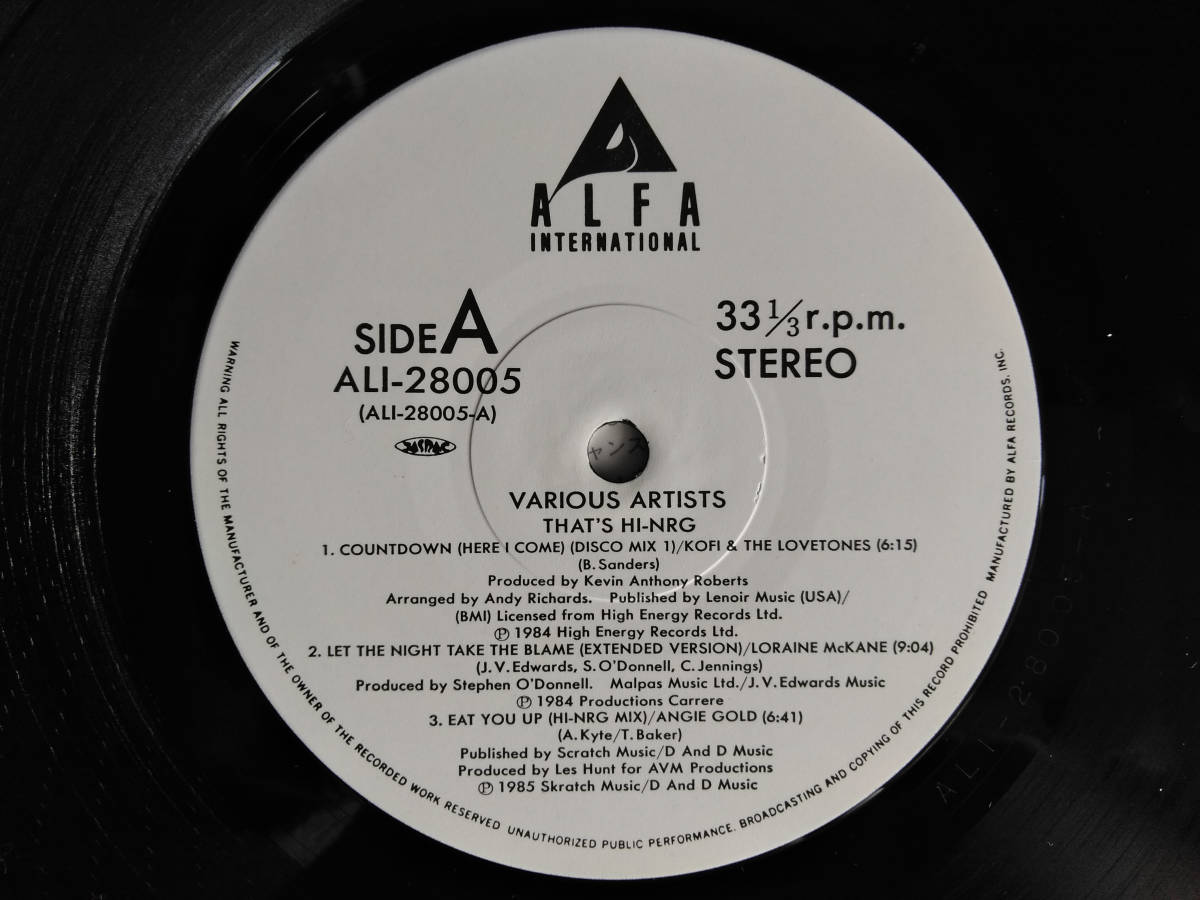 ALFA
INTERNATIONAL
SIDE A
ALI-28005
(ALI-28005-A)
JASRAC
33 1/3 r.p.m.
STEREO
ャンス
VARIOUS ARTISTS
THAT'S HI-NRG
1. COUNTDOWN (HERE I COME) (DISCO MIX 1)/KOFI & THE LOVETONES (6:15)
(B. Sanders)
Produced by Kevin Anthony Roberts
Arranged by Andy Richards. Published by Lenoir Music (USA)/
(BMI) Licensed from High Energy Records Ltd.
Ⓟ 1984 High Energy Records Ltd.
2. LET THE NIGHT TAKE THE BLAME (EXTENDED VERSION)/LORAINE McKANE (9:04)
(J. V. Edwards, S. O'Donnell, C. Jennings)
Produced by Stephen O'Donnell. Malpas Music Ltd./J. V. Edwards Music
Ⓟ 1984 Productions Carrere
3. EAT YOU UP (HI-NRG MIX)/ANGIE GOLD (6:41)
(A. Kyte/T. Baker)
Published by Scratch Music/D And D Music
Produced by Les Hunt for AVM Productions
Ⓟ 1985 Skratch Music/D And D Music
WARNING ALL RIGHTS OF THE MANUFACTURER AND OF THE OWNER OF THE RECORDED WORK RESERVED UNAUTHORIZED PUBLIC PERFORMANCE. BROADCASTING AND COPYING OF THIS RECORD PROHIBITED MANUFACTURED BY ALFA RECORDS, INC.
ALI-28005-A